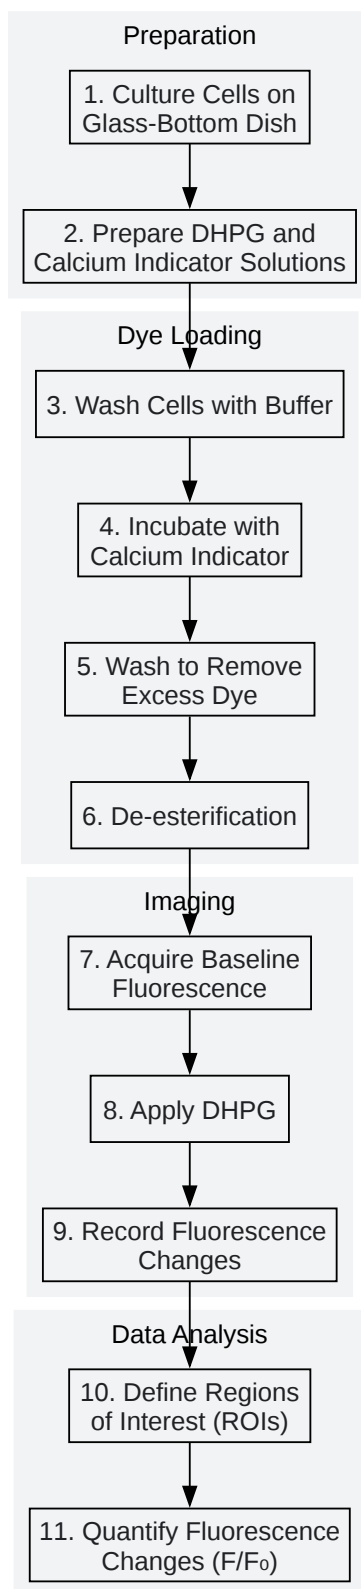 Preparation
1. Culture Cells on
Glass-Bottom Dish
2. Prepare DHPG and
Calcium Indicator Solutions
Dye Loading
3. Wash Cells with Buffer
4. Incubate with
Calcium Indicator
5. Wash to Remove
Excess Dye
6. De-esterification
Imaging
7. Acquire Baseline
Fluorescence
8. Apply DHPG
9. Record Fluorescence
Changes
Data Analysis
10. Define Regions
of Interest (ROIs)
11. Quantify Fluorescence
Changes (F/F₀)